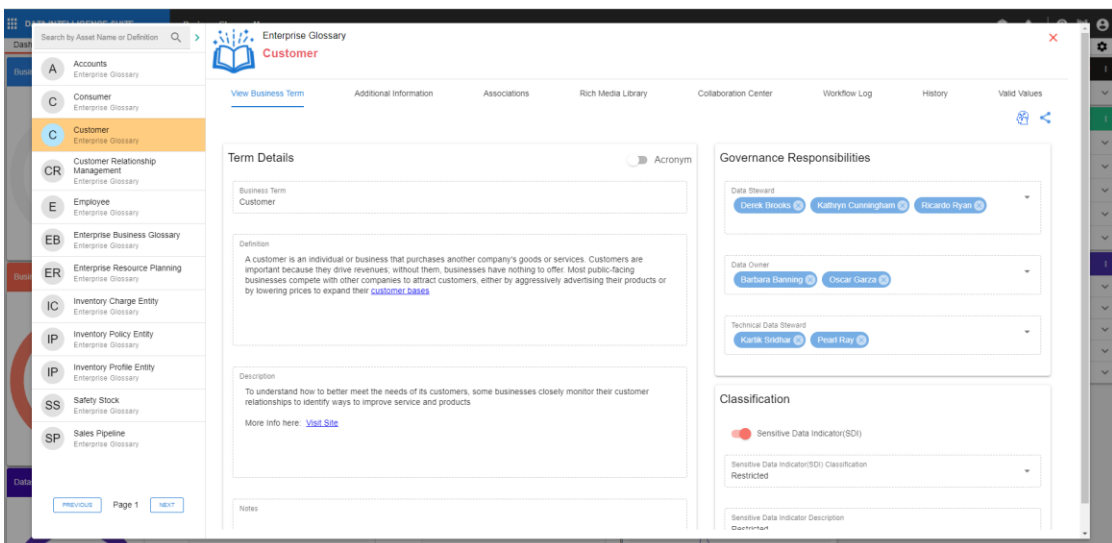 DATA INTELLIGENCE SUITE
Dash
Busi
Busi
Data
Search by Asset Name or Definition
A
Accounts
Enterprise Glossary
C
Consumer
Enterprise Glossary
C
Customer
Enterprise Glossary
CR
Customer Relationship
Management
Enterprise Glossary
E
Employee
Enterprise Glossary
EB
Enterprise Business Glossary
Enterprise Glossary
ER
Enterprise Resource Planning
Enterprise Glossary
IC
Inventory Charge Entity
Enterprise Glossary
IP
Inventory Policy Entity
Enterprise Glossary
IP
Inventory Profile Entity
Enterprise Glossary
SS
Safety Stock
Enterprise Glossary
SP
Sales Pipeline
Enterprise Glossary
PREVIOUS Page 1 NEXT
Enterprise Glossary
Customer
View Business Term Additional Information Associations Rich Media Library Collaboration Center Workflow Log History Valid Values
Term Details Acronym
Business Term
Customer
Definition
A customer is an individual or business that purchases another company's goods or services. Customers are
important because they drive revenues; without them, businesses have nothing to offer. Most public-facing
businesses compete with other companies to attract customers, either by aggressively advertising their products or
by lowering prices to expand their customer bases
Description
To understand how to better meet the needs of its customers, some businesses closely monitor their customer
relationships to identify ways to improve service and products
More Info here: Visit Site
Notes
Governance Responsibilities
Data Steward
Derek Brooks Kathryn Cunningham Ricardo Ryan
Data Owner
Barbara Banning Oscar Garza
Technical Data Steward
Kartik Sridhar Pearl Ray
Classification
Sensitive Data Indicator(SDI)
Sensitive Data Indicator(SDI) Classification
Restricted
Sensitive Data Indicator Description
Restricted